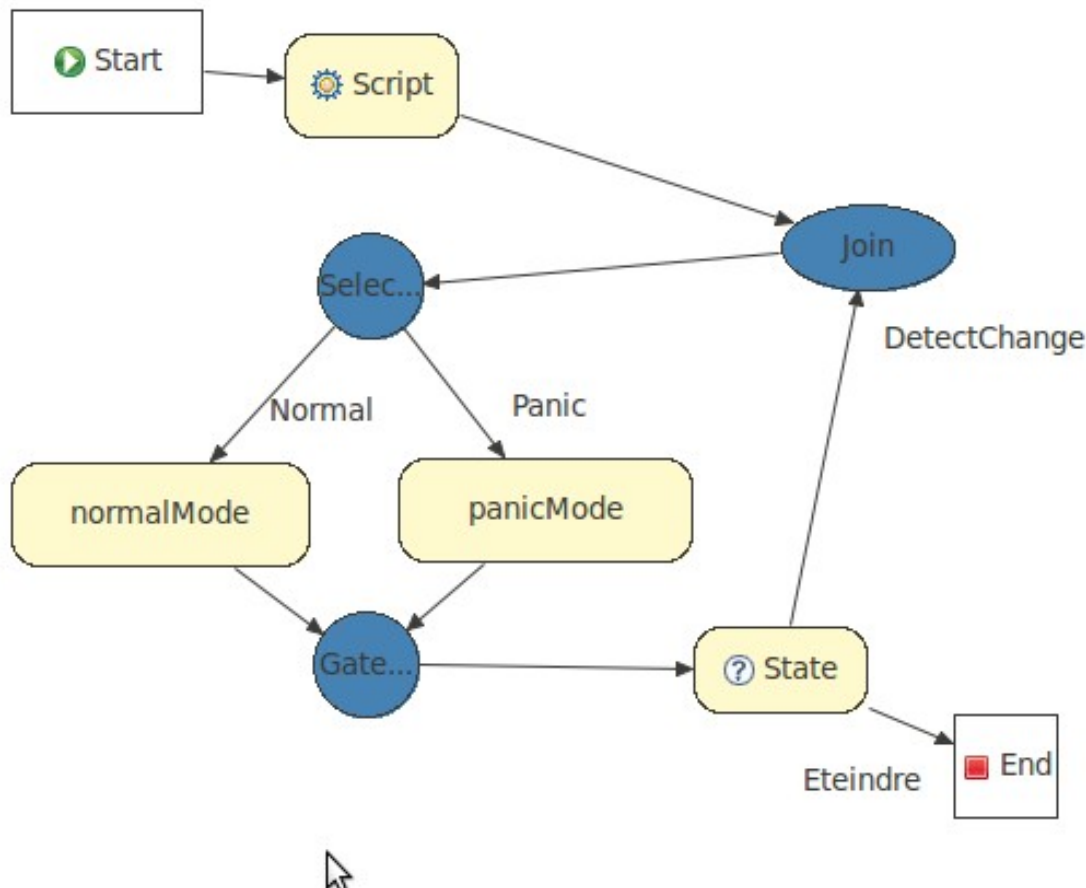 Start
Script
Join
Selec...
DetectChange
Normal
Panic
normalMode
panicMode
Gate...
State
End
Eteindre